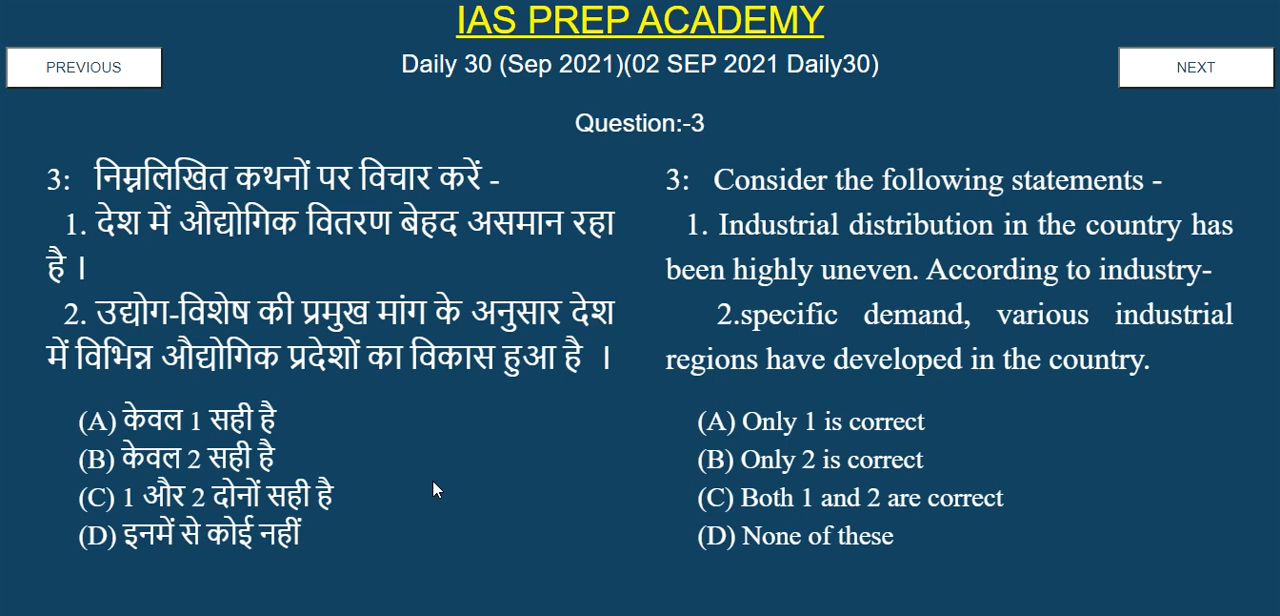 IAS PREP ACADEMY
PREVIOUS
Daily 30 (Sep 2021)(02 SEP 2021 Daily30)
NEXT
Question:-3
3: निम्नलिखित कथनों पर विचार करें -
1. देश में औद्योगिक वितरण बेहद असमान रहा
है ।
2. उद्योग-विशेष की प्रमुख मांग के अनुसार देश
में विभिन्न औद्योगिक प्रदेशों का विकास हुआ है ।
(A) केवल 1 सही है
(B) केवल 2 सही है
(C) 1 और 2 दोनों सही है
(D) इनमें से कोई नहीं
3: Consider the following statements -
1. Industrial distribution in the country has
been highly uneven. According to industry-
2.specific demand, various industrial
regions have developed in the country.
(A) Only 1 is correct
(B) Only 2 is correct
(C) Both 1 and 2 are correct
(D) None of these